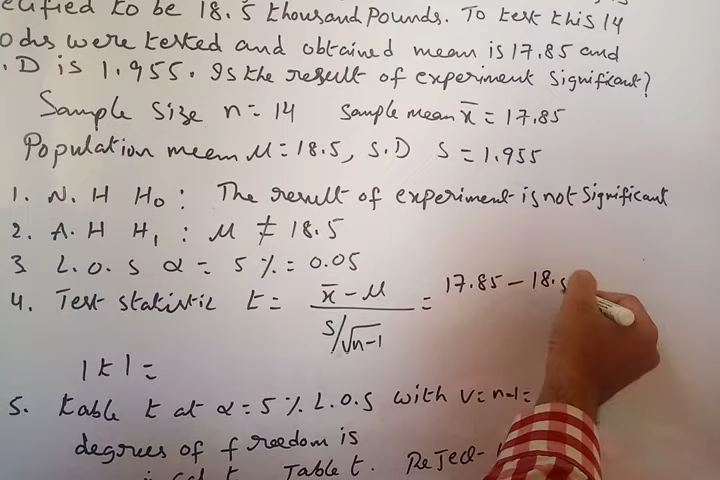 to be 18.5 thousand Pounds. To test this 14
were tested and obtained mean is 17.85 and
.D is 1.955. Is the result of experiment Significant?
Sample Size n = 14 Sample mean x̄ = 17.85
Population mean μ = 18.5, S.D S = 1.955
1. N.H H₀ : The result of experiment is not Significant
2. A.H H₁ : μ ≠ 18.5
3 L.O.S α = 5 % = 0.05
4. Test statistic t = x̄ - μ / S/√n-1 = 17.85 - 18.5
|t| =
5. table t at α = 5 % L.O.S with v = n-1 =
degrees of freedom is
t Table t. Reject